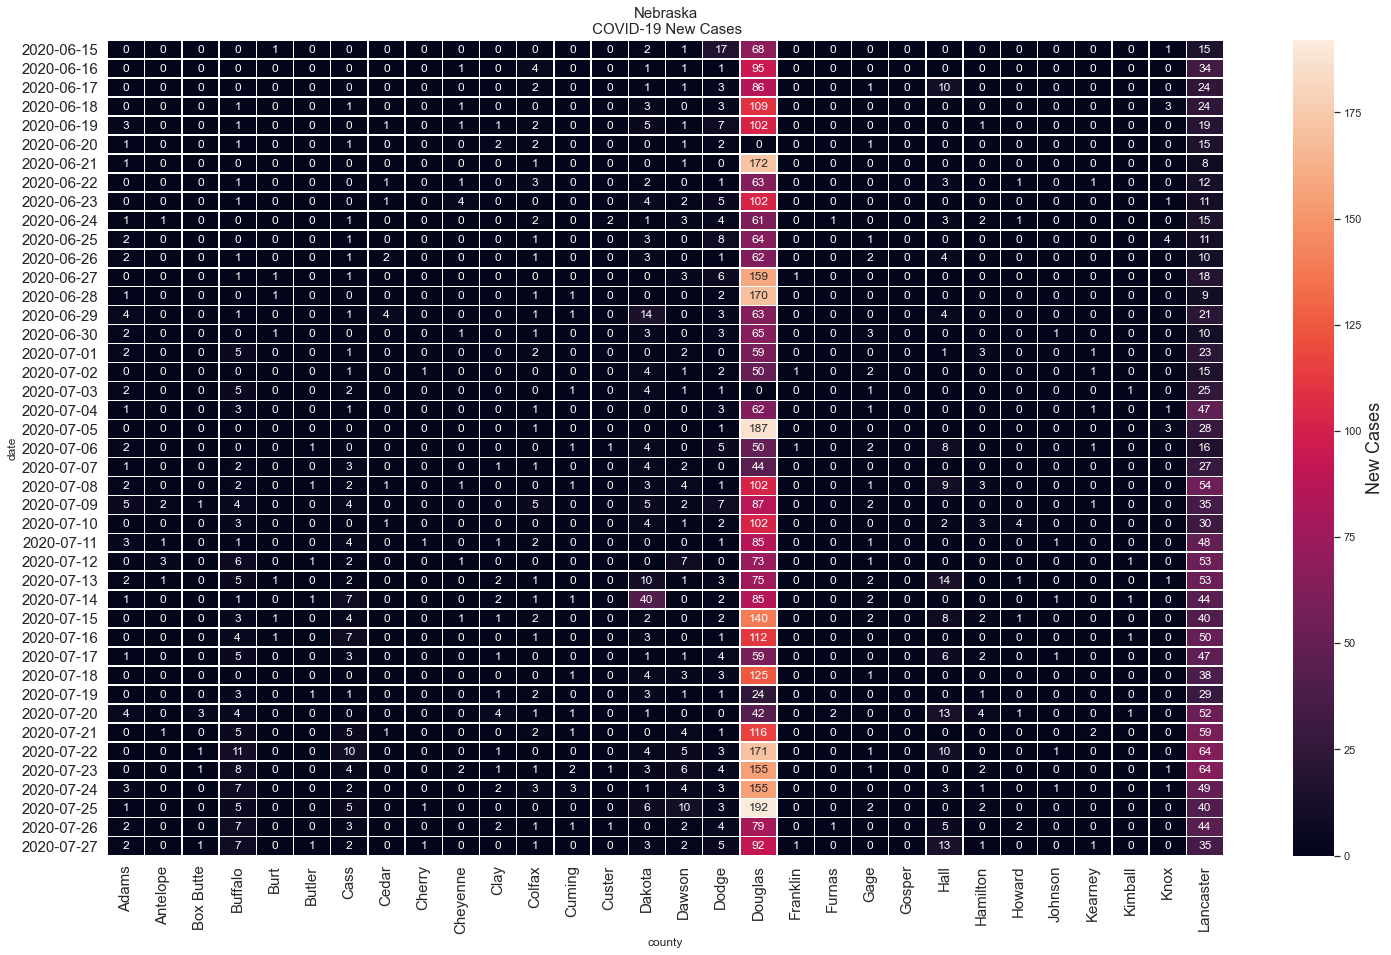 Nebraska
COVID-19 New Cases
2020-06-15 0 0 0 0 1 0 0 0 0 0 0 0 0 0 2 1 17 68 0 0 0 0 0 0 0 0 0 0 1 15
2020-06-16 0 0 0 0 0 0 0 0 0 1 0 4 0 0 1 1 1 95 0 0 0 0 0 0 0 0 0 0 0 34
2020-06-17 0 0 0 0 0 0 0 0 0 0 0 2 0 0 1 1 3 86 0 0 1 0 10 0 0 0 0 0 0 24
2020-06-18 0 0 0 1 0 0 1 0 0 1 0 0 0 0 3 0 3 109 0 0 0 0 0 0 0 0 0 0 3 24
2020-06-19 3 0 0 1 0 0 0 1 0 1 1 2 0 0 5 1 7 102 0 0 0 0 0 1 0 0 0 0 0 19
2020-06-20 1 0 0 1 0 0 1 0 0 0 2 2 0 0 0 1 2 0 0 0 1 0 0 0 0 0 0 0 0 15
2020-06-21 1 0 0 0 0 0 0 0 0 0 0 1 0 0 0 1 0 172 0 0 0 0 0 0 0 0 0 0 0 8
2020-06-22 0 0 0 1 0 0 0 1 0 1 0 3 0 0 2 0 1 63 0 0 0 0 3 0 1 0 1 0 0 12
2020-06-23 0 0 0 1 0 0 0 1 0 4 0 0 0 0 4 2 5 102 0 0 0 0 0 0 0 0 0 0 1 11
2020-06-24 1 1 0 0 0 0 1 0 0 0 0 2 0 2 1 3 4 61 0 1 0 0 3 2 1 0 0 0 0 15
2020-06-25 2 0 0 0 0 0 1 0 0 0 0 1 0 0 3 0 8 64 0 0 1 0 0 0 0 0 0 0 4 11
2020-06-26 2 0 0 1 0 0 1 2 0 0 0 1 0 0 3 0 1 62 0 0 2 0 4 0 0 0 0 0 0 10
2020-06-27 0 0 0 1 1 0 1 0 0 0 0 0 0 0 0 3 6 159 1 0 0 0 0 0 0 0 0 0 0 18
2020-06-28 1 0 0 0 1 0 0 0 0 0 0 1 1 0 0 0 2 170 0 0 0 0 0 0 0 0 0 0 0 9
2020-06-29 4 0 0 1 0 0 1 4 0 0 0 1 1 0 14 0 3 63 0 0 0 0 4 0 0 0 0 0 0 21
2020-06-30 2 0 0 0 1 0 0 0 0 1 0 1 0 0 3 0 3 65 0 0 3 0 0 0 0 1 0 0 0 10
2020-07-01 2 0 0 5 0 0 1 0 0 0 0 2 0 0 0 2 0 59 0 0 0 0 1 3 0 0 1 0 0 23
2020-07-02 0 0 0 0 0 0 1 0 1 0 0 0 0 0 4 1 2 50 1 0 2 0 0 0 0 0 1 0 0 15
2020-07-03 2 0 0 5 0 0 2 0 0 0 0 0 1 0 4 1 1 0 0 0 1 0 0 0 0 0 0 1 0 25
2020-07-04 1 0 0 3 0 0 1 0 0 0 0 1 0 0 0 0 3 62 0 0 1 0 0 0 0 0 1 0 1 47
2020-07-05 0 0 0 0 0 0 0 0 0 0 0 1 0 0 0 0 1 187 0 0 0 0 0 0 0 0 0 0 3 28
2020-07-06 2 0 0 0 0 1 0 0 0 0 0 0 1 1 4 0 5 50 1 0 2 0 8 0 0 0 1 0 0 16
2020-07-07 1 0 0 2 0 0 3 0 0 0 1 1 0 0 4 2 0 44 0 0 0 0 0 0 0 0 0 0 0 27
2020-07-08 2 0 0 2 0 1 2 1 0 1 0 0 1 0 3 4 1 102 0 0 1 0 9 3 0 0 0 0 0 54
2020-07-09 5 2 1 4 0 0 4 0 0 0 0 5 0 0 5 2 7 87 0 0 2 0 0 0 0 0 1 0 0 35
2020-07-10 0 0 0 3 0 0 0 1 0 0 0 0 0 0 4 1 2 102 0 0 0 0 2 3 4 0 0 0 0 30
2020-07-11 3 1 0 1 0 0 4 0 1 0 1 2 0 0 0 0 1 85 0 0 1 0 0 0 0 1 0 0 0 48
2020-07-12 0 3 0 6 0 1 2 0 0 1 0 0 0 0 0 7 0 73 0 0 1 0 0 0 0 0 0 1 0 53
2020-07-13 2 1 0 5 1 0 2 0 0 0 2 1 0 0 10 1 3 75 0 0 2 0 14 0 1 0 0 0 1 53
2020-07-14 1 0 0 1 0 1 7 0 0 0 2 1 1 0 40 0 2 85 0 0 2 0 0 0 0 1 0 1 0 44
2020-07-15 0 0 0 3 1 0 4 0 0 1 1 2 0 0 2 0 2 140 0 0 2 0 8 2 1 0 0 0 0 40
2020-07-16 0 0 0 4 1 0 7 0 0 0 0 1 0 0 3 0 1 112 0 0 0 0 0 0 0 0 0 1 0 50
2020-07-17 1 0 0 5 0 0 3 0 0 0 1 0 0 0 1 1 4 59 0 0 0 0 6 2 0 1 0 0 0 47
2020-07-18 0 0 0 0 0 0 0 0 0 0 0 0 1 0 4 3 3 125 0 0 1 0 0 0 0 0 0 0 0 38
2020-07-19 0 0 0 3 0 1 1 0 0 0 1 2 0 0 3 1 1 24 0 0 0 0 0 1 0 0 0 0 0 29
2020-07-20 4 0 3 4 0 0 0 0 0 0 4 1 1 0 1 0 0 42 0 2 0 0 13 4 1 0 0 1 0 52
2020-07-21 0 1 0 5 0 0 5 1 0 0 0 2 1 0 0 4 1 116 0 0 0 0 0 0 0 0 2 0 0 59
2020-07-22 0 0 1 11 0 0 10 0 0 0 1 0 0 0 4 5 3 171 0 0 1 0 10 0 0 1 0 0 0 64
2020-07-23 0 0 1 8 0 0 4 0 0 2 1 1 2 1 3 6 4 155 0 0 1 0 0 2 0 0 0 0 1 64
2020-07-24 3 0 0 7 0 0 2 0 0 0 2 3 3 0 1 4 3 155 0 0 0 0 3 1 0 1 0 0 1 49
2020-07-25 1 0 0 5 0 0 5 0 1 0 0 0 0 0 6 10 3 192 0 0 2 0 0 2 0 0 0 0 0 40
2020-07-26 2 0 0 7 0 0 3 0 0 0 2 1 1 1 0 2 4 79 0 1 0 0 5 0 2 0 0 0 0 44
2020-07-27 2 0 1 7 0 1 2 0 1 0 0 1 0 0 3 2 5 92 1 0 0 0 13 1 0 0 1 0 0 35
date
Adams Antelope Box Butte Buffalo Burt Butler Cass Cedar Cherry Cheyenne Clay Colfax Cuming Custer Dakota Dawson Dodge Douglas Franklin Furnas Gage Gosper Hall Hamilton Howard Johnson Kearney Kimball Knox Lancaster
county
175
150
125
100
75
50
25
0
New Cases